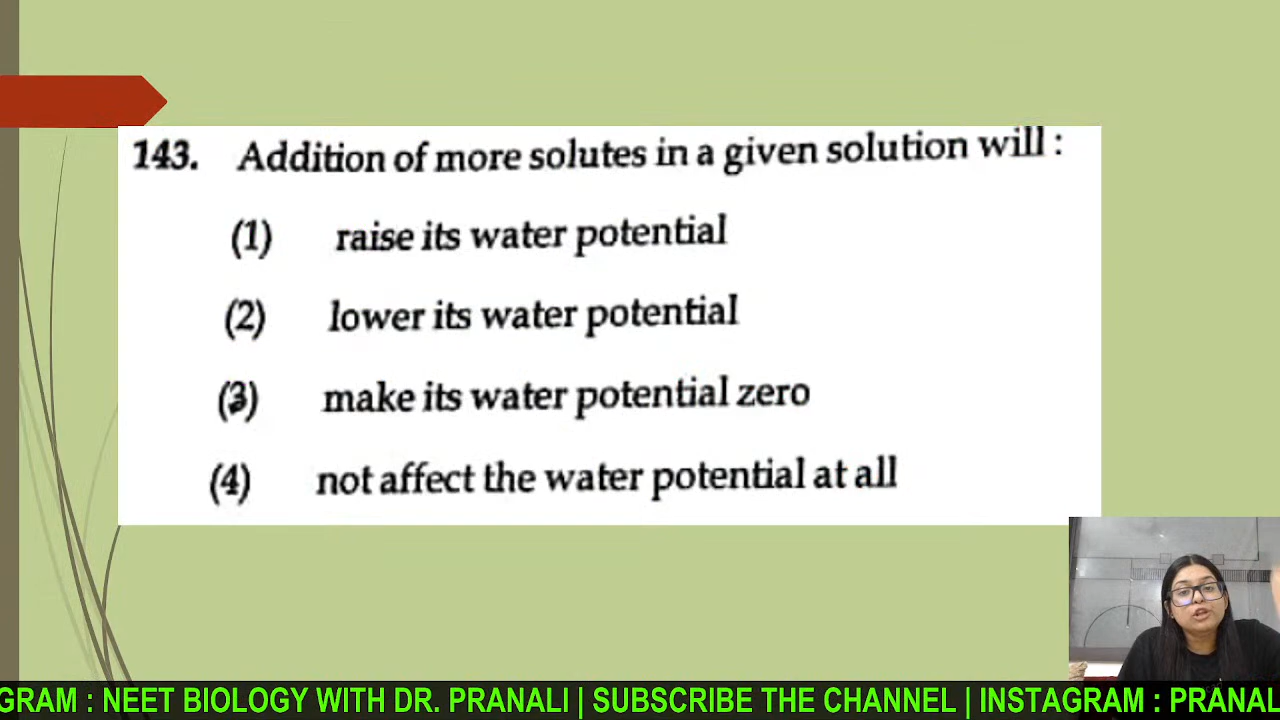 143. Addition of more solutes in a given solution will :
(1) raise its water potential
(2) lower its water potential
(3) make its water potential zero
(4) not affect the water potential at all
GRAM : NEET BIOLOGY WITH DR. PRANALI | SUBSCRIBE THE CHANNEL | INSTAGRAM : PRANAL